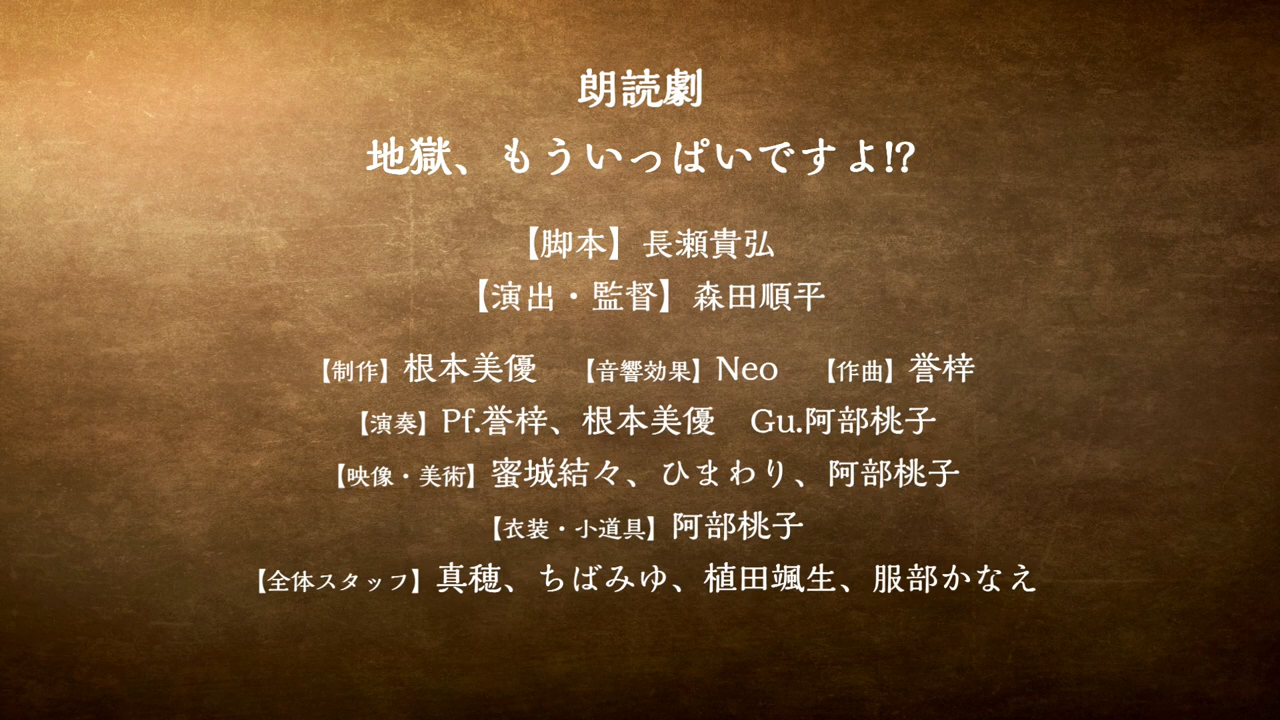 朗読劇
地獄、もういっぱいですよ!?
【脚本】長瀬貴弘
【演出・監督】森田順平
【制作】根本美優　【音響効果】Neo　【作曲】誉梓
【演奏】Pf.誉梓、根本美優　Gu.阿部桃子
【映像・美術】蜜城結々、ひまわり、阿部桃子
【衣装・小道具】阿部桃子
【全体スタッフ】真穂、ちばみゆ、植田颯生、服部かなえ